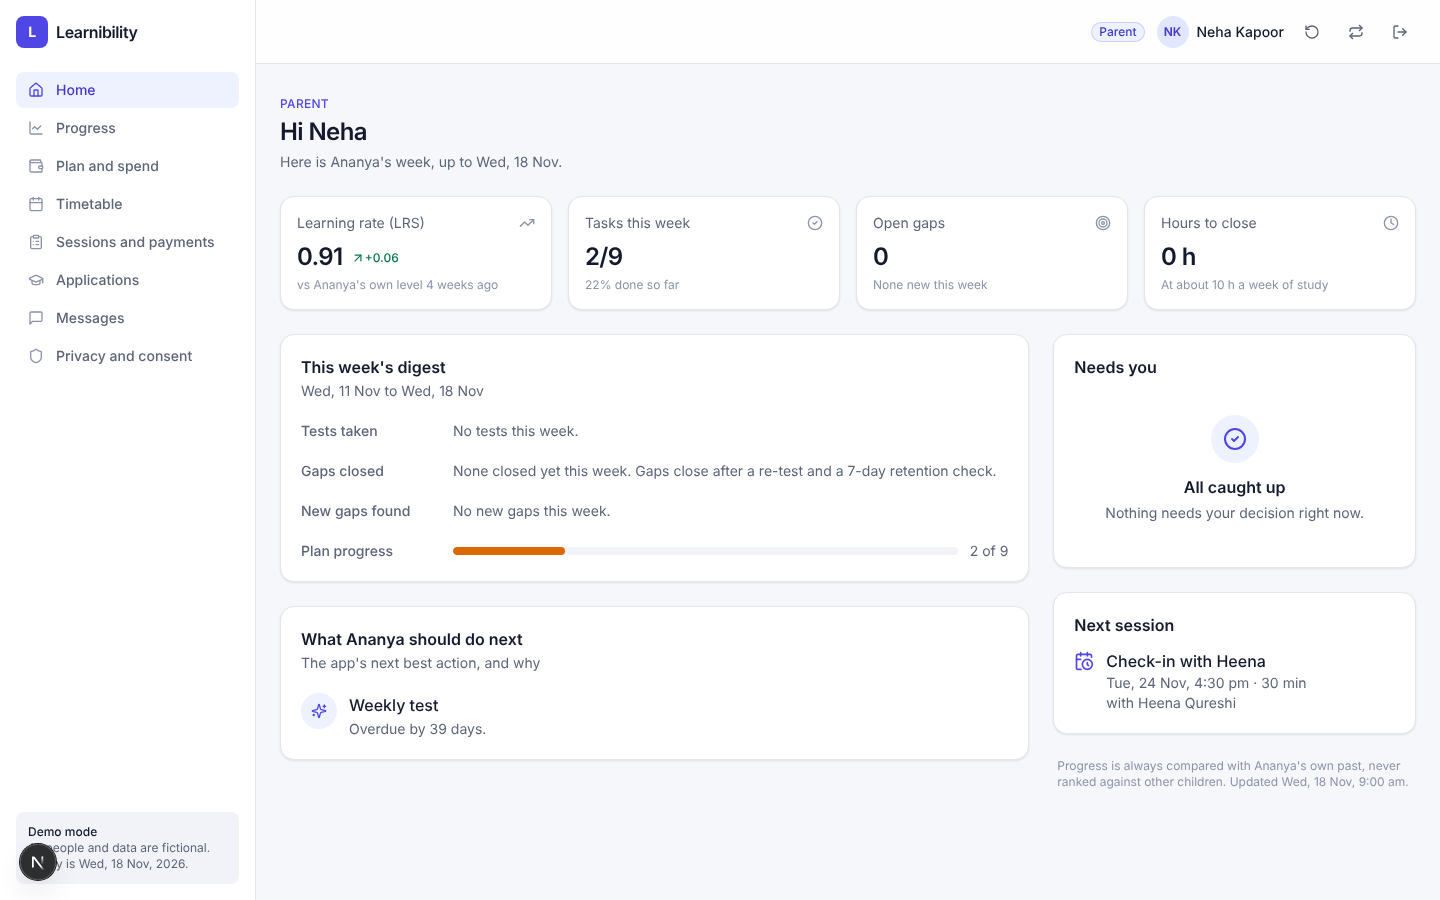 L Learnibility
Parent NK Neha Kapoor
Home
Progress
Plan and spend
Timetable
Sessions and payments
Applications
Messages
Privacy and consent
PARENT
Hi Neha
Here is Ananya's week, up to Wed, 18 Nov.
Learning rate (LRS)
0.91 +0.06
vs Ananya's own level 4 weeks ago
Tasks this week
2/9
22% done so far
Open gaps
0
None new this week
Hours to close
0 h
At about 10 h a week of study
This week's digest
Wed, 11 Nov to Wed, 18 Nov
Tests taken No tests this week.
Gaps closed None closed yet this week. Gaps close after a re-test and a 7-day retention check.
New gaps found No new gaps this week.
Plan progress 2 of 9
What Ananya should do next
The app's next best action, and why
Weekly test
Overdue by 39 days.
Needs you
All caught up
Nothing needs your decision right now.
Next session
Check-in with Heena
Tue, 24 Nov, 4:30 pm · 30 min
with Heena Qureshi
Progress is always compared with Ananya's own past, never
ranked against other children. Updated Wed, 18 Nov, 9:00 am.
Demo mode
people and data are fictional.
is Wed, 18 Nov, 2026.
N